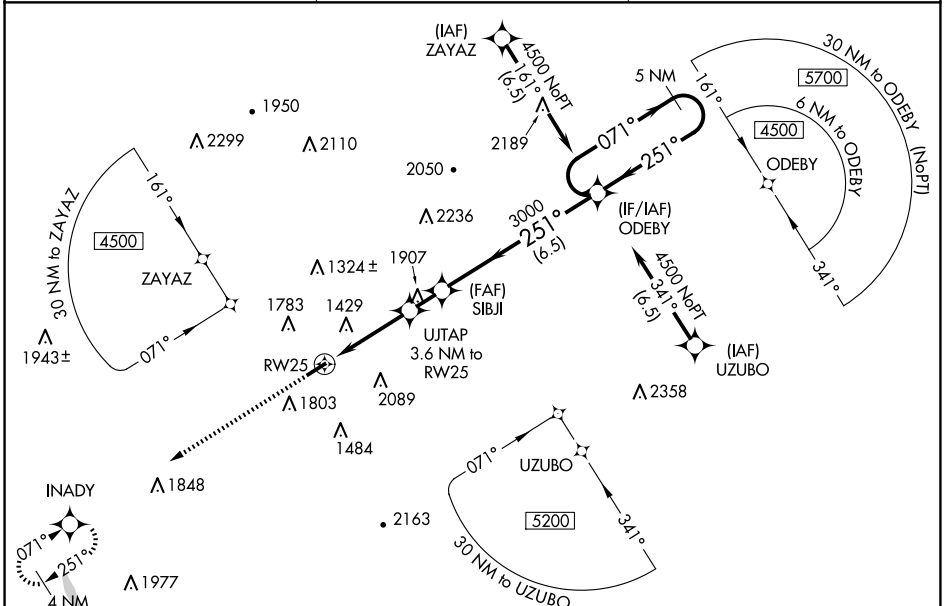 (IAF)
ZAYAZ
4500 NoPT
161°
(6.5)
5 NM
30 NM to ODEBY (NoPT)
5700
161°
6 NM to ODEBY
4500
ODEBY
341°
1950
2299
2110
2189
071°
251°
2050
161°
30 NM to ZAYAZ
4500
ZAYAZ
071°
2236
3000
251°
(6.5)
(IF/IAF)
ODEBY
1324±
1907
(FAF)
SIBJI
4500 NoPT
341°
(6.5)
1783
1429
UJTAP
3.6 NM to
RW25
(IAF)
UZUBO
1943±
RW25
1803
2089
2358
1484
071°
UZUBO
341°
5200
30 NM to UZUBO
1848
INADY
071°
251°
4 NM
2163
1977